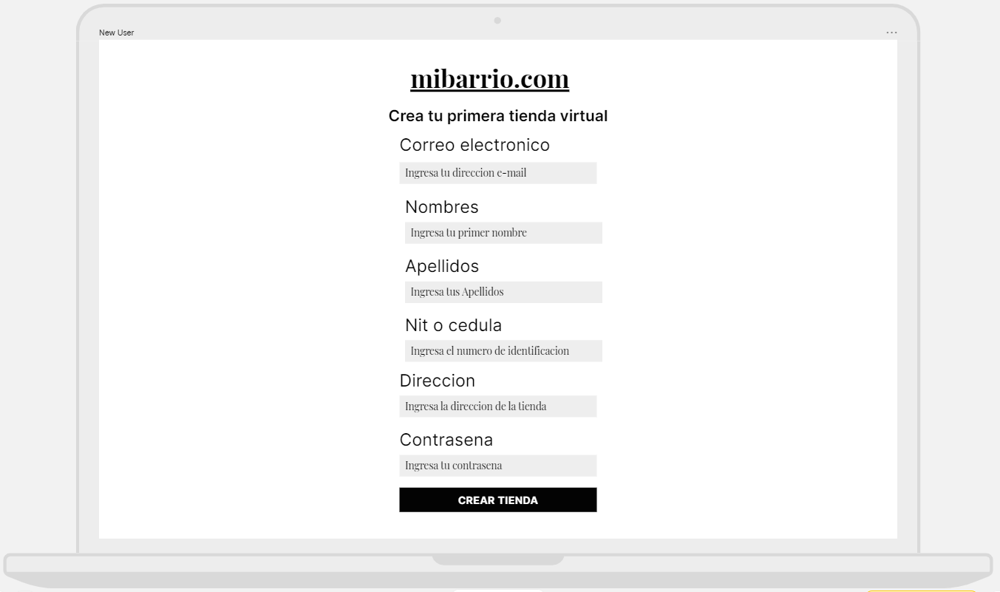 New User
mibarrio.com
Crea tu primera tienda virtual
Correo electronico
Ingresa tu direccion e-mail
Nombres
Ingresa tu primer nombre
Apellidos
Ingresa tus Apellidos
Nit o cedula
Ingresa el numero de identificacion
Direccion
Ingresa la direccion de la tienda
Contrasena
Ingresa tu contrasena
CREAR TIENDA